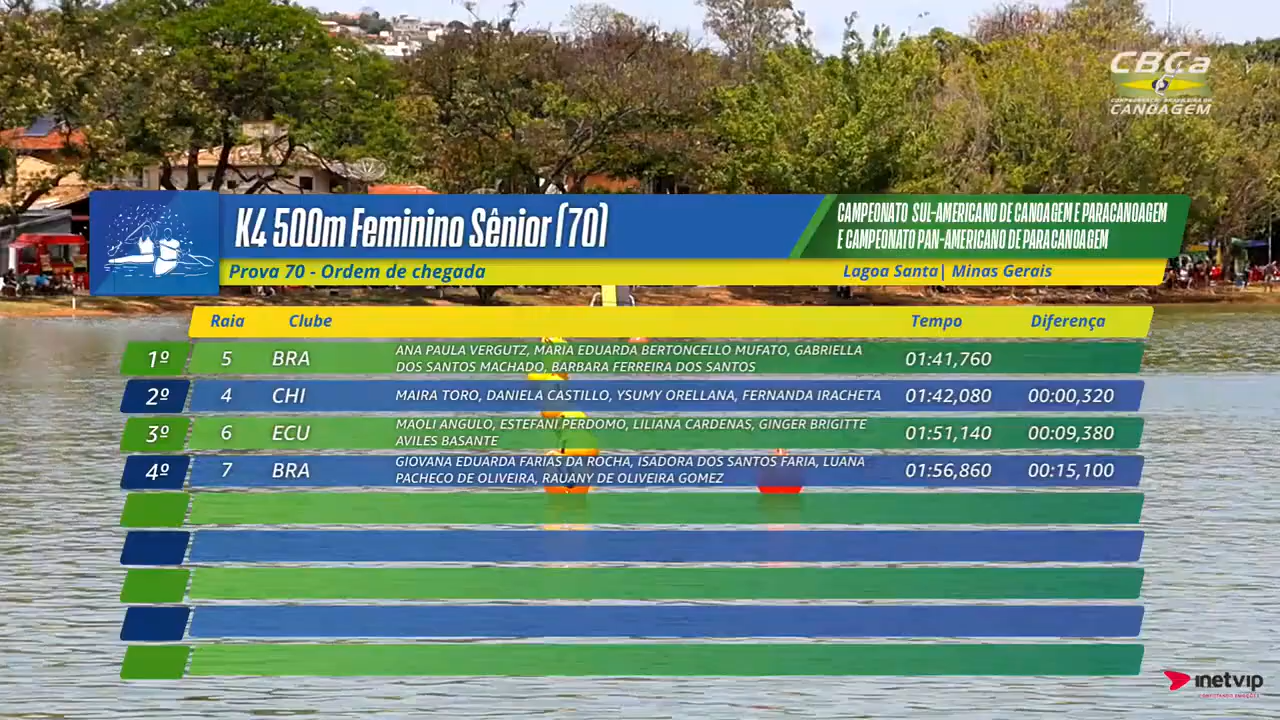 CBCa
CONFEDERAÇÃO BRASILEIRA DE
CANOAGEM
K4 500m Feminino Sênior (70)
CAMPEONATO SUL-AMERICANO DE CANOAGEM E PARACANOAGEM
E CAMPEONATO PAN-AMERICANO DE PARACANOAGEM
Prova 70 - Ordem de chegada
Lagoa Santa| Minas Gerais
Raia Clube Tempo Diferença
1º 5 BRA ANA PAULA VERGUTZ, MARIA EDUARDA BERTONCELLO MUFATO, GABRIELLA 01:41,760
DOS SANTOS MACHADO, BARBARA FERREIRA DOS SANTOS
2º 4 CHI MAIRA TORO, DANIELA CASTILLO, YSUMY ORELLANA, FERNANDA IRACHETA 01:42,080 00:00,320
3º 6 ECU MAOLI ANGULO, ESTEFANI PERDOMO, LILIANA CARDENAS, GINGER BRIGITTE 01:51,140 00:09,380
AVILES BASANTE
4º 7 BRA GIOVANA EDUARDA FARIAS DA ROCHA, ISADORA DOS SANTOS FARIA, LUANA 01:56,860 00:15,100
PACHECO DE OLIVEIRA, RAUANY DE OLIVEIRA GOMEZ
inetvip